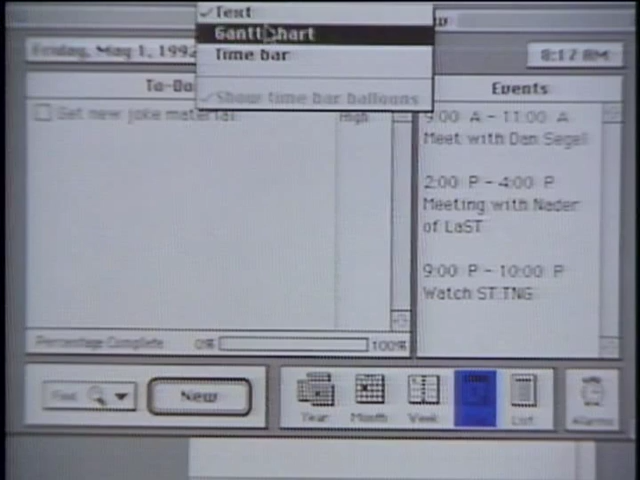 Text
Gantt chart
Time bar
Show time bar balloons
Friday, May 1, 1992
8:12 AM
To-Do
Events
Get new joke material
High
9:00 A - 11:00 A
Meet with Dan Segell
2:00 P - 4:00 P
Meeting with Nader
of LaST
9:00 P - 10:00 P
Watch ST:TNG
Percentage Complete 0% 100%
Find
New
Year
Month
Week
List
Alarms